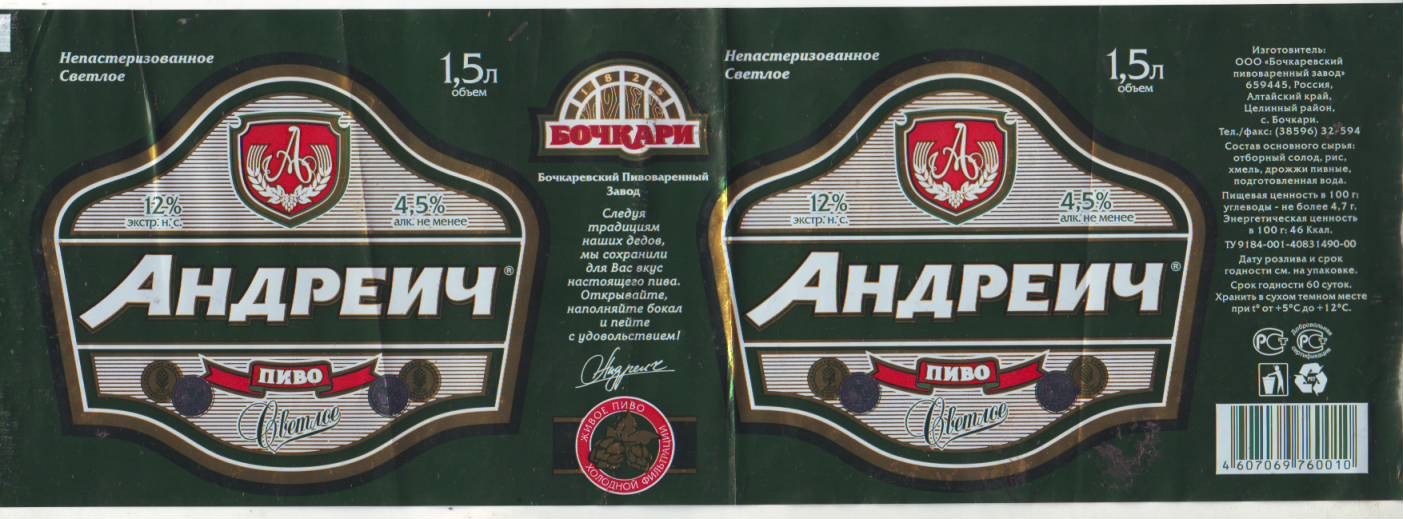 Непастеризованное
Светлое
1,5л
объем
А
12%
экстр. н. с.
4,5%
алк. не менее
АНДРЕИЧ®
ПИВО
Светлое
1825
БОЧКАРИ
Бочкаревский Пивоваренный
Завод
Следуя
традициям
наших дедов,
мы сохранили
для Вас вкус
настоящего пива.
Открывайте,
наполняйте бокал
и пейте
с удовольствием!
Андреич
ЖИВОЕ ПИВО
ХОЛОДНОЙ ФИЛЬТРАЦИИ
Непастеризованное
Светлое
1,5л
объем
А
12%
экстр. н. с.
4,5%
алк. не менее
АНДРЕИЧ®
ПИВО
Светлое
Изготовитель:
ООО «Бочкаревский
пивоваренный завод»
659445, Россия,
Алтайский край,
Целинный район,
с. Бочкари.
Тел./факс: (38596) 32-594
Состав основного сырья:
отборный солод, рис,
хмель, дрожжи пивные,
подготовленная вода.
Пищевая ценность в 100 г:
углеводы - не более 4,7 г.
Энергетическая ценность
в 100 г: 46 Ккал.
ТУ 9184-001-40831490-00
Дату розлива и срок
годности см. на упаковке.
Срок годности 60 суток.
Хранить в сухом темном месте
при t° от +5°С до +12°С.
РСТ
Добровольная
РСТ
сертификация
4 607069 760010